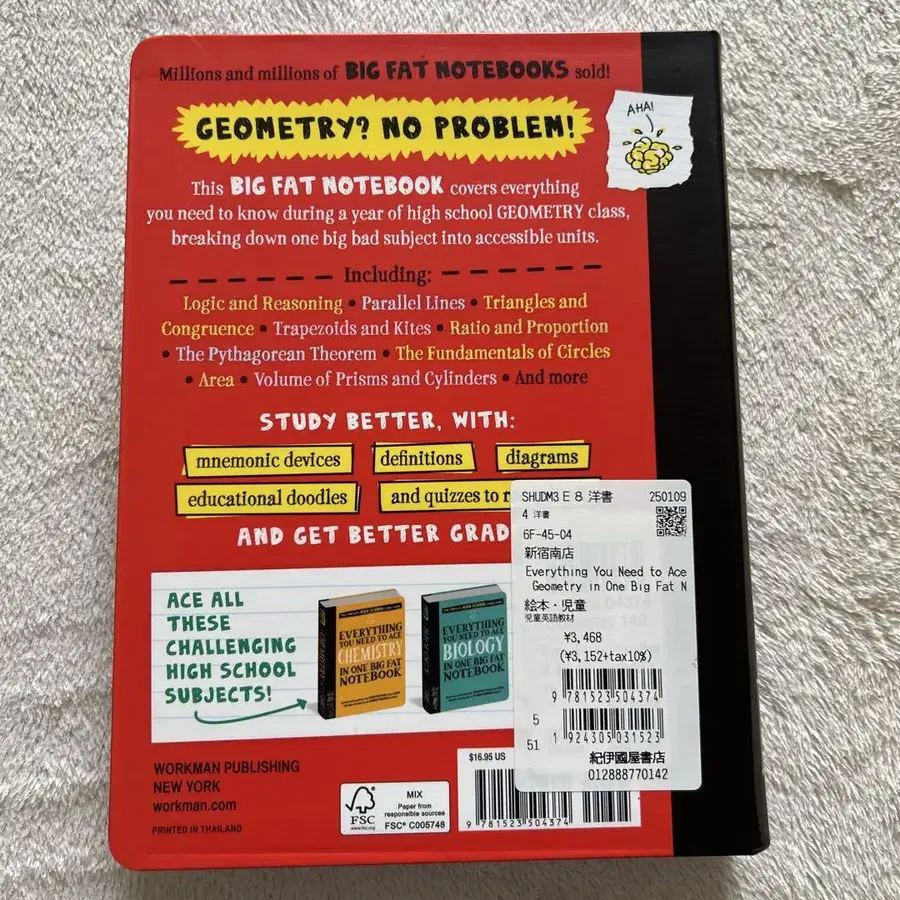 Millions and millions of BIG FAT NOTEBOOKS sold!
GEOMETRY? NO PROBLEM!
AHA!
This BIG FAT NOTEBOOK covers everything
you need to know during a year of high school GEOMETRY class,
breaking down one big bad subject into accessible units.
Including:
Logic and Reasoning • Parallel Lines • Triangles and
Congruence • Trapezoids and Kites • Ratio and Proportion
• The Pythagorean Theorem • The Fundamentals of Circles
• Area • Volume of Prisms and Cylinders • And more
STUDY BETTER, WITH:
mnemonic devices definitions diagrams
educational doodles and quizzes to
AND GET BETTER GRAD
ACE ALL
THESE
CHALLENGING
HIGH SCHOOL
SUBJECTS!
EVERYTHING
YOU NEED TO ACE
CHEMISTRY
IN ONE BIG FAT
NOTEBOOK
EVERYTHING
YOU NEED TO ACE
BIOLOGY
IN ONE BIG FAT
NOTEBOOK
SHUDM3 E 8 洋書 250109
4 洋書
6F-45-04
新宿南店
Everything You Need to Ace
Geometry in One Big Fat N
絵本・児童
児童英語教材
¥3,468
(¥3,152+tax10%)
9 781523 504374
5
51
1 924305 031523
紀伊國屋書店
012888770142
WORKMAN PUBLISHING
NEW YORK
workman.com
PRINTED IN THAILAND
FSC
www.fsc.org
MIX
Paper from
responsible sources
FSC® C005748
$16.95 US
9 781523 504374